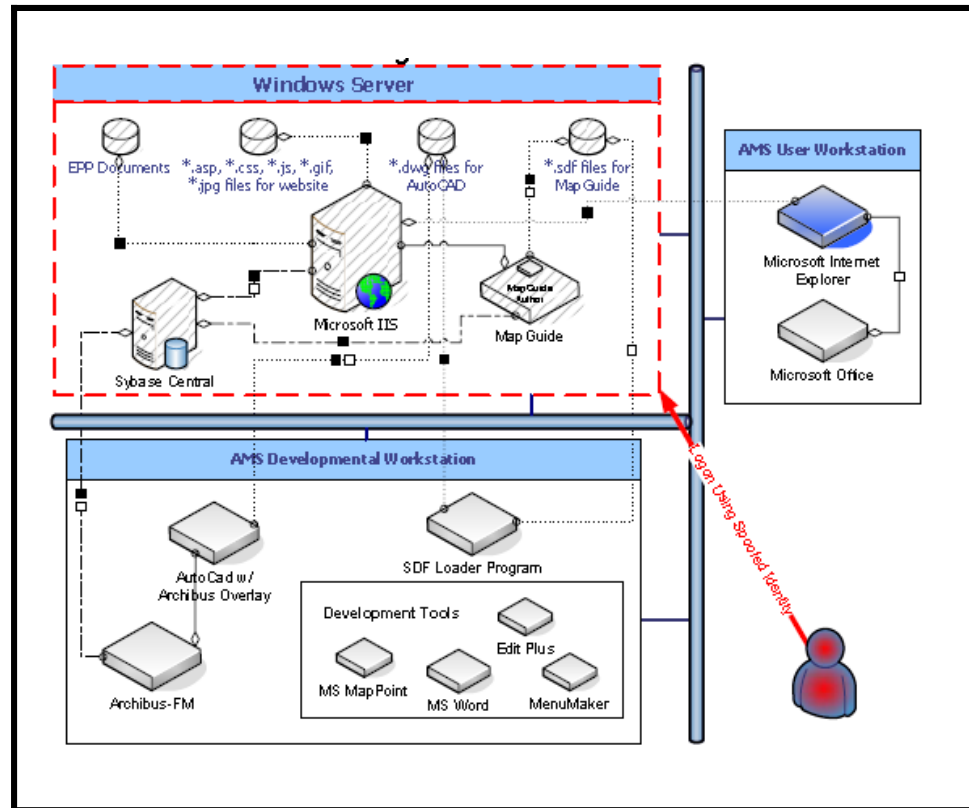 Windows Server
EPP Documents
*.asp, *.css, *.js, *.gif,
*.jpg files for website
*.dwg files for
AutoCAD
*.sdf files for
MapGuide
AMS User Workstation
Microsoft Internet
Explorer
MapGuide
Author
Microsoft IIS
Map Guide
Sybase Central
Microsoft Office
AMS Developmental Workstation
Logon Using Spoofed Identity
SDF Loader Program
AutoCad w/
Archibus Overlay
Development Tools
Edit Plus
MS MapPoint
MS Word
MenuMaker
Archibus-FM